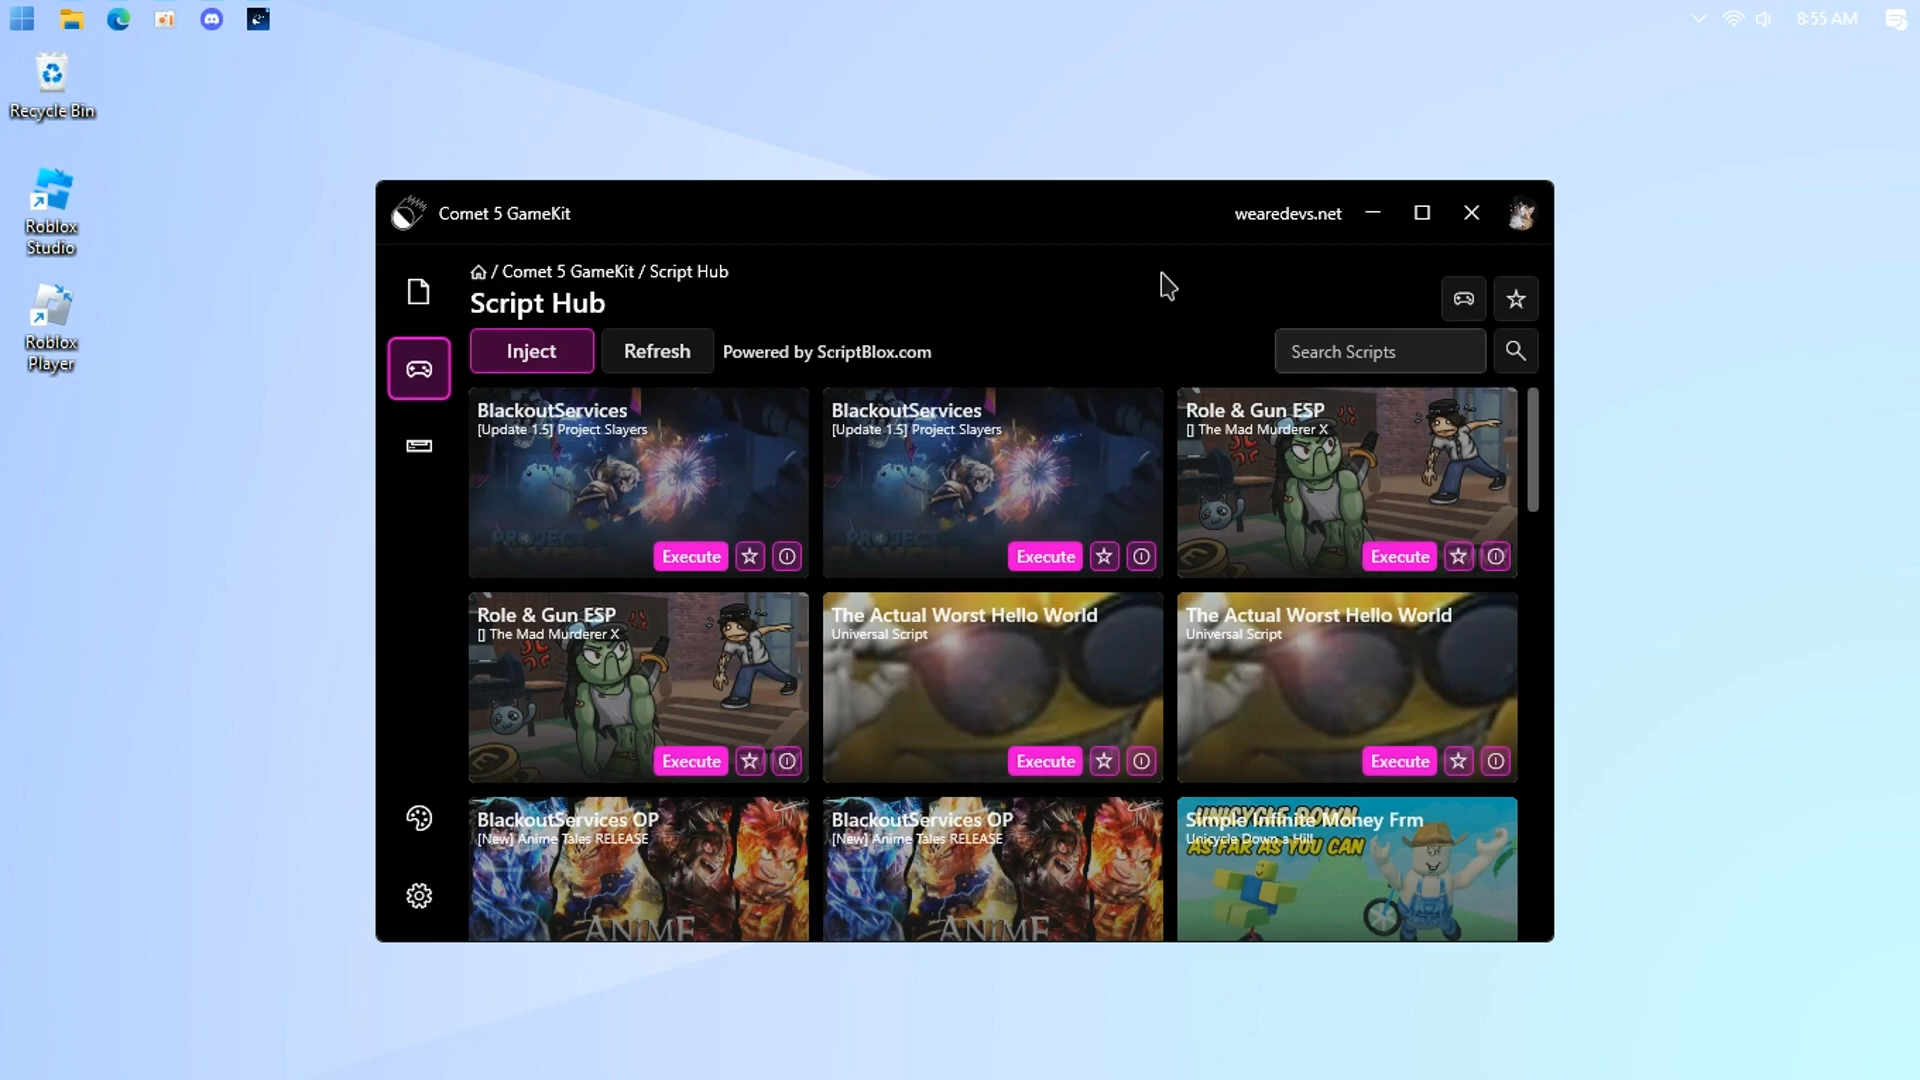 8:55 AM
Recycle Bin
Roblox
Studio
Roblox
Player
Comet 5 GameKit
wearedevs.net
/ Comet 5 GameKit / Script Hub
Script Hub
Inject
Refresh
Powered by ScriptBlox.com
Search Scripts
BlackoutServices
[Update 1.5] Project Slayers
PROJECT
Execute
BlackoutServices
[Update 1.5] Project Slayers
PROJECT
Execute
Role & Gun ESP
[] The Mad Murderer X
Execute
Role & Gun ESP
[] The Mad Murderer X
Execute
The Actual Worst Hello World
Universal Script
Execute
The Actual Worst Hello World
Universal Script
Execute
BlackoutServices OP
[New] Anime Tales RELEASE
ANIME
BlackoutServices OP
[New] Anime Tales RELEASE
ANIME
Simple Infinite Money Frm
Unicycle Down a Hill
UNICYCLE DOWN
AS FAR AS YOU CAN